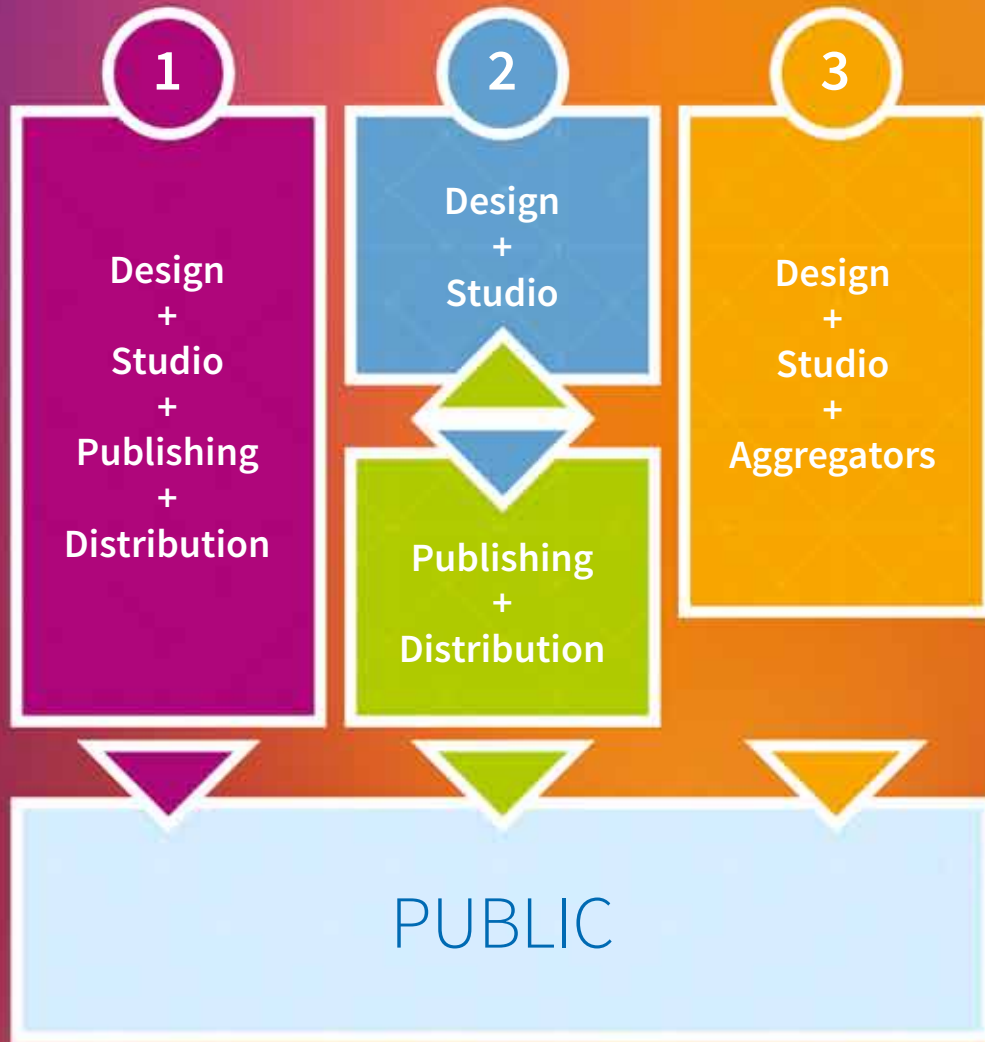 1
Design
+
Studio
+
Publishing
+
Distribution
2
Design
+
Studio
Publishing
+
Distribution
3
Design
+
Studio
+
Aggregators
PUBLIC